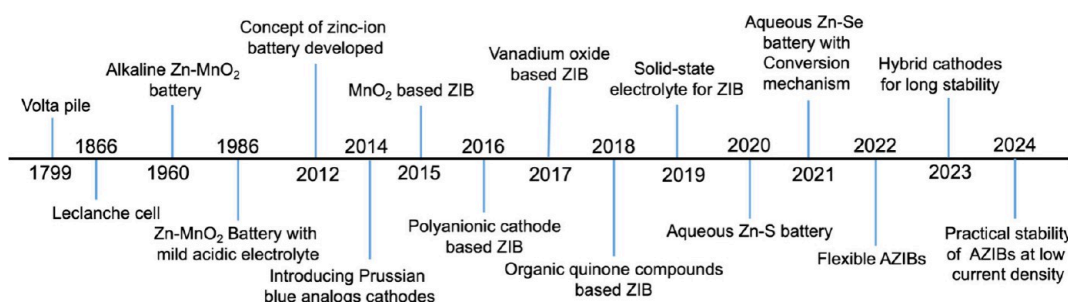 Volta pile
1799
1866
Leclanche cell
Alkaline Zn-MnO₂
battery
1960
1986
Zn-MnO₂ Battery with
mild acidic electrolyte
Concept of zinc-ion
battery developed
2012
2014
Introducing Prussian
blue analogs cathodes
MnO₂ based ZIB
2015
2016
Polyanionic cathode
based ZIB
Vanadium oxide
based ZIB
2017
2018
Organic quinone compounds
based ZIB
Solid-state
electrolyte for ZIB
2019
2020
Aqueous Zn-S battery
Aqueous Zn-Se
battery with
Conversion
mechanism
2021
2022
Flexible AZIBs
Hybrid cathodes
for long stability
2023
2024
Practical stability
of AZIBs at low
current density